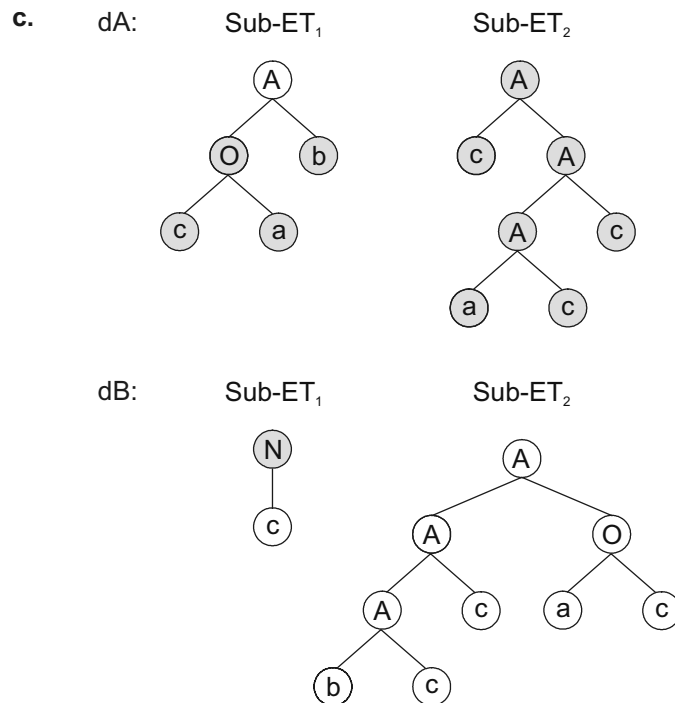 c. dA: Sub-ET₁ Sub-ET₂
A A
O b c A
c a A c
a c
dB: Sub-ET₁ Sub-ET₂
N A
c A O
A c a c
b c